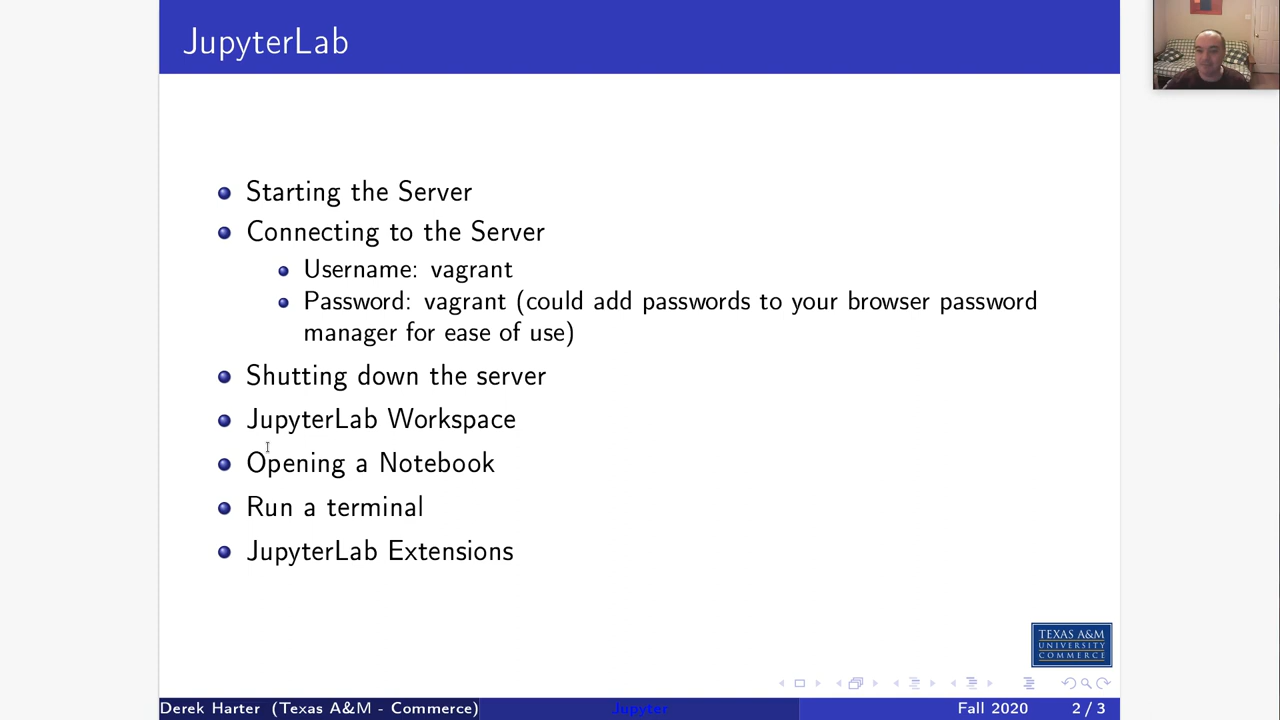 JupyterLab
Starting the Server
Connecting to the Server
Username: vagrant
Password: vagrant (could add passwords to your browser password
manager for ease of use)
Shutting down the server
JupyterLab Workspace
Opening a Notebook
Run a terminal
JupyterLab Extensions
TEXAS A&M
UNIVERSITY
COMMERCE
Derek Harter (Texas A&M - Commerce) Jupyter Fall 2020 2 / 3